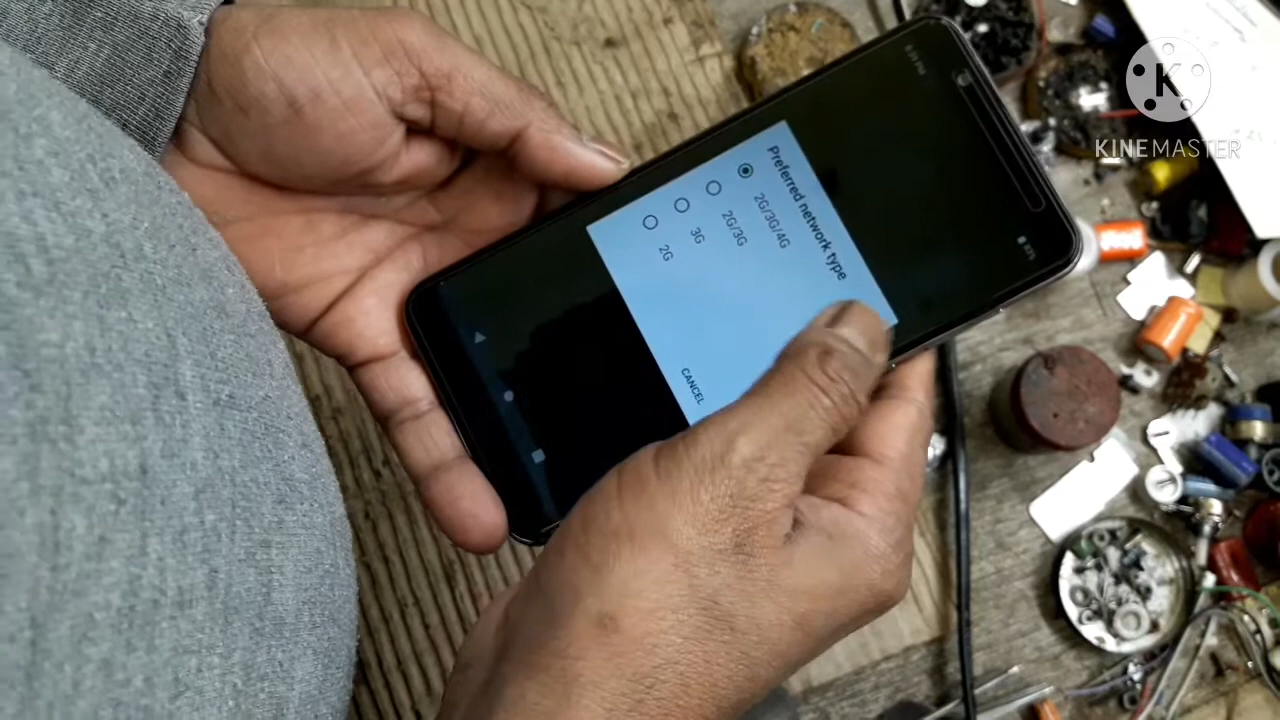 Preferred network type
2G/3G/4G
2G/3G
3G
2G
CANCEL
K
KINEMASTER